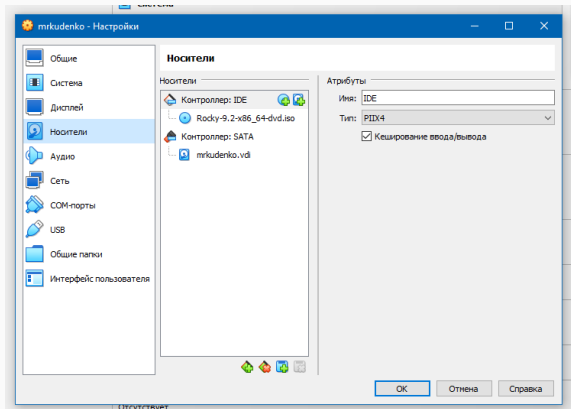 Система
mrkudenko - Настройки
Общие
Система
Дисплей
Носители
Аудио
Сеть
COM-порты
USB
Общие папки
Интерфейс пользователя
Носители
Носители
Контроллер: IDE
Rocky-9.2-x86_64-dvd.iso
Контроллер: SATA
mrkudenko.vdi
Атрибуты
Имя: IDE
Тип: PIIX4
Кеширование ввода/вывода
OK Отмена Справка
Отсутствует